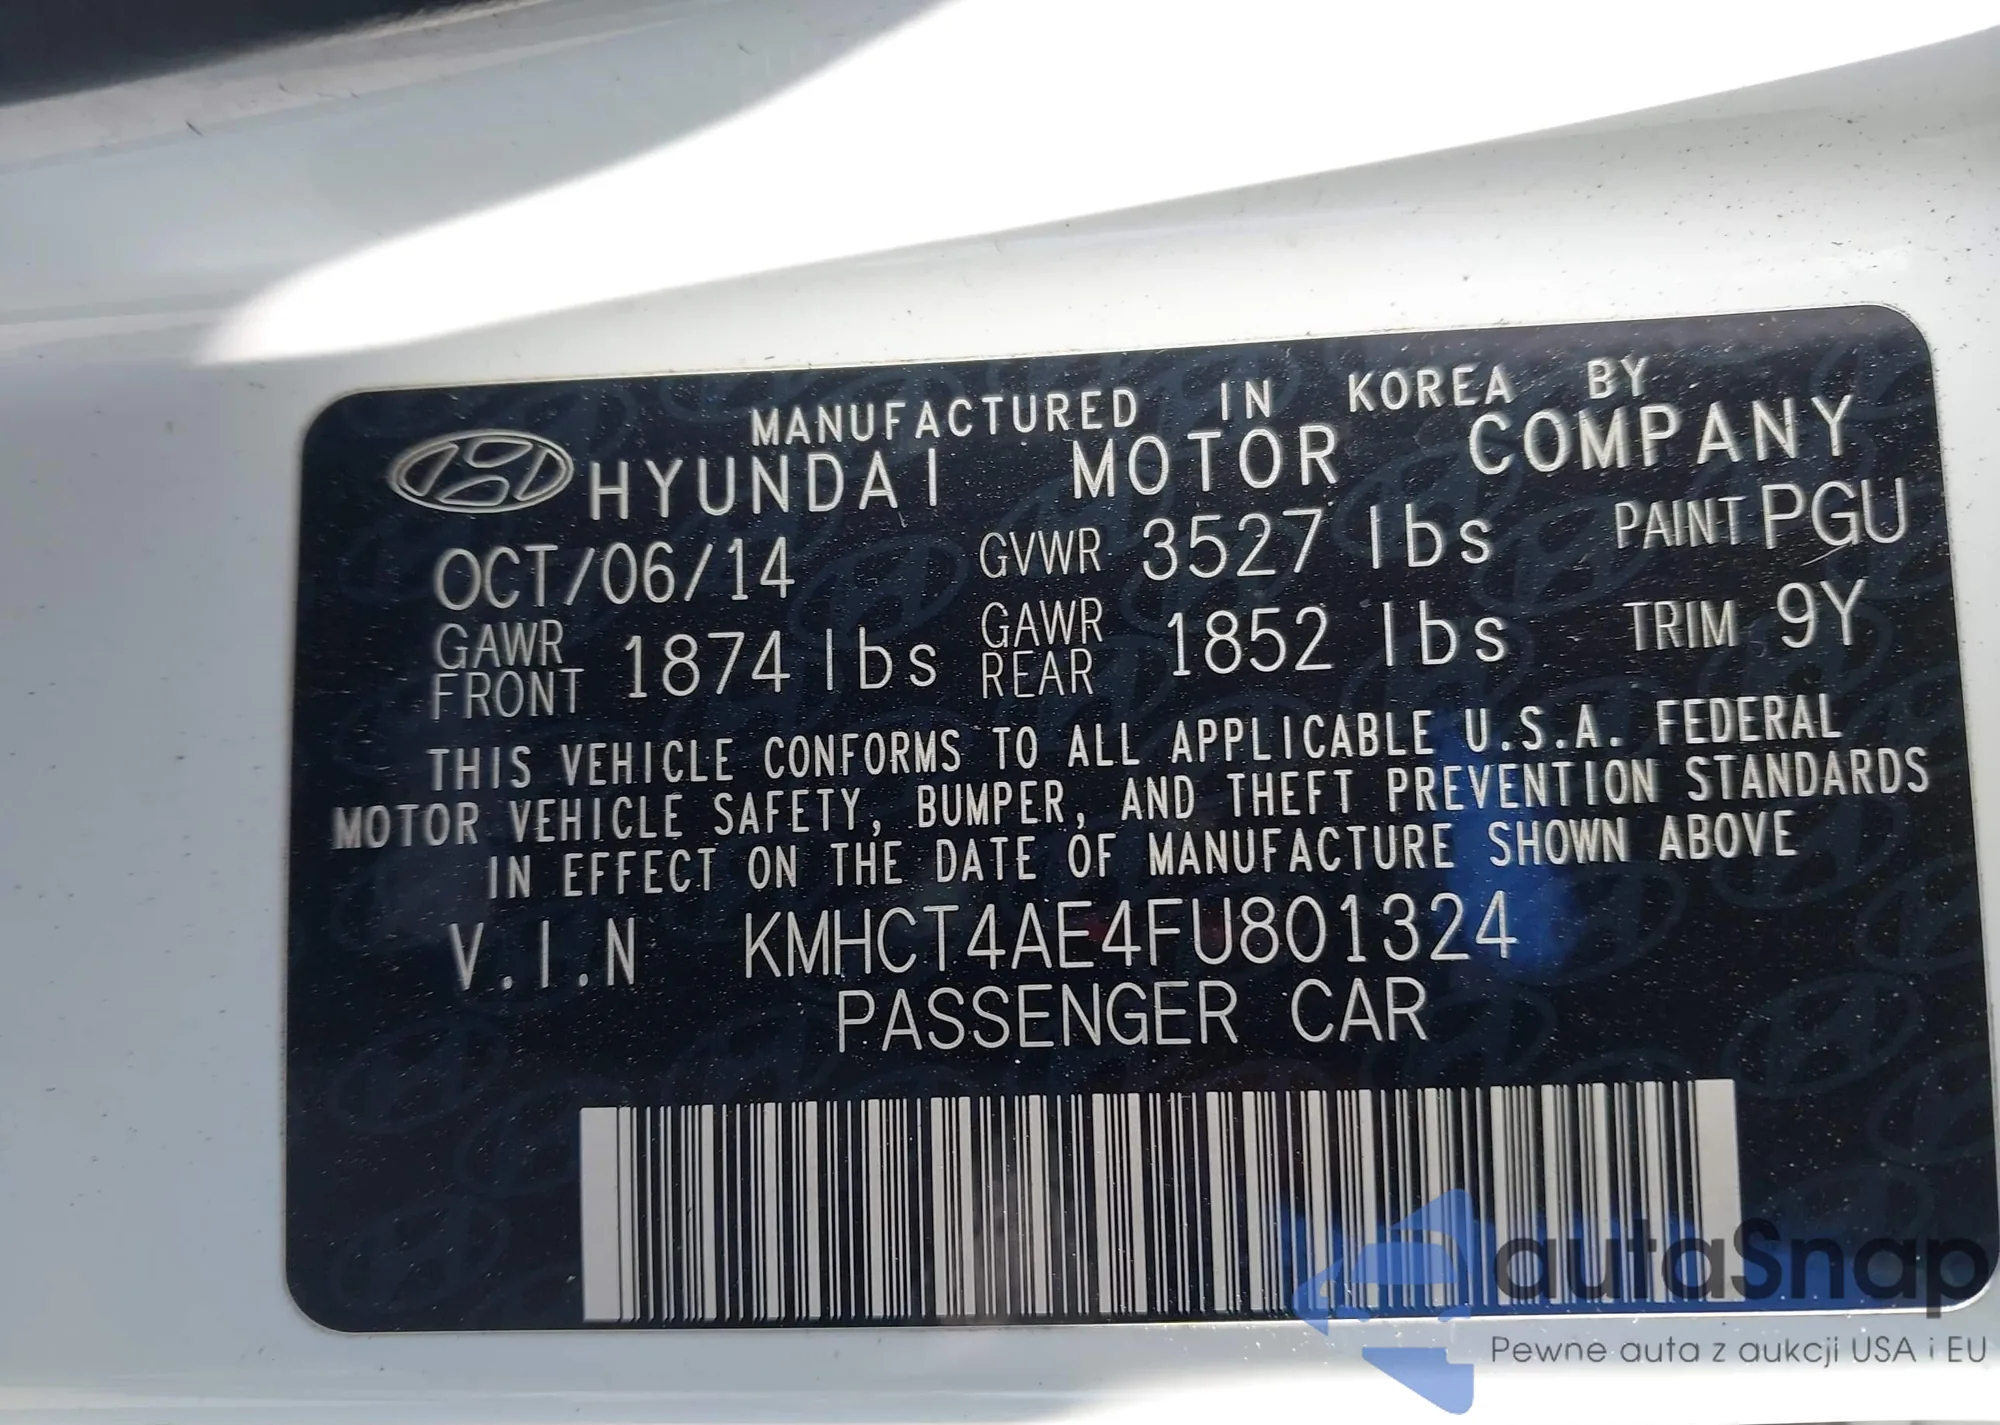 MANUFACTURED IN KOREA BY
HYUNDAI MOTOR COMPANY
OCT/06/14 GVWR 3527 lbs PAINT PGU
GAWR FRONT 1874 lbs GAWR REAR 1852 lbs TRIM 9Y
THIS VEHICLE CONFORMS TO ALL APPLICABLE U.S.A. FEDERAL
MOTOR VEHICLE SAFETY, BUMPER, AND THEFT PREVENTION STANDARDS
IN EFFECT ON THE DATE OF MANUFACTURE SHOWN ABOVE
V.I.N KMHCT4AE4FU801324
PASSENGER CAR
autaSnap
Pewne auta z aukcji USA i EU